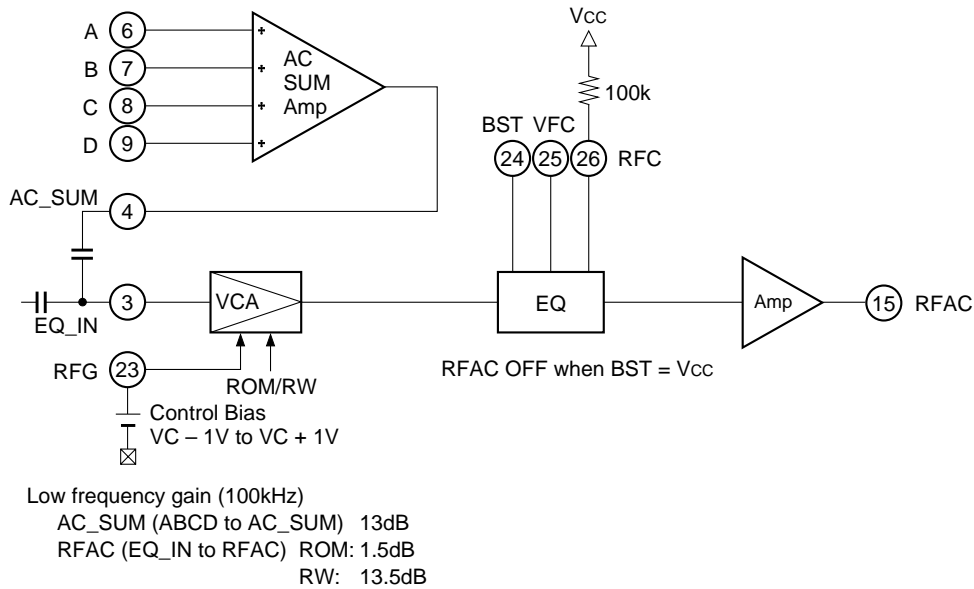 A 6
B 7
C 8
D 9
AC
SUM
Amp
VCC
100k
BST VFC
24 25 26 RFC
AC_SUM 4
EQ_IN
3
VCA
EQ
Amp
15 RFAC
RFG 23
ROM/RW
RFAC OFF when BST = VCC
Control Bias
VC – 1V to VC + 1V
Low frequency gain (100kHz)
AC_SUM (ABCD to AC_SUM) 13dB
RFAC (EQ_IN to RFAC) ROM: 1.5dB
RW: 13.5dB